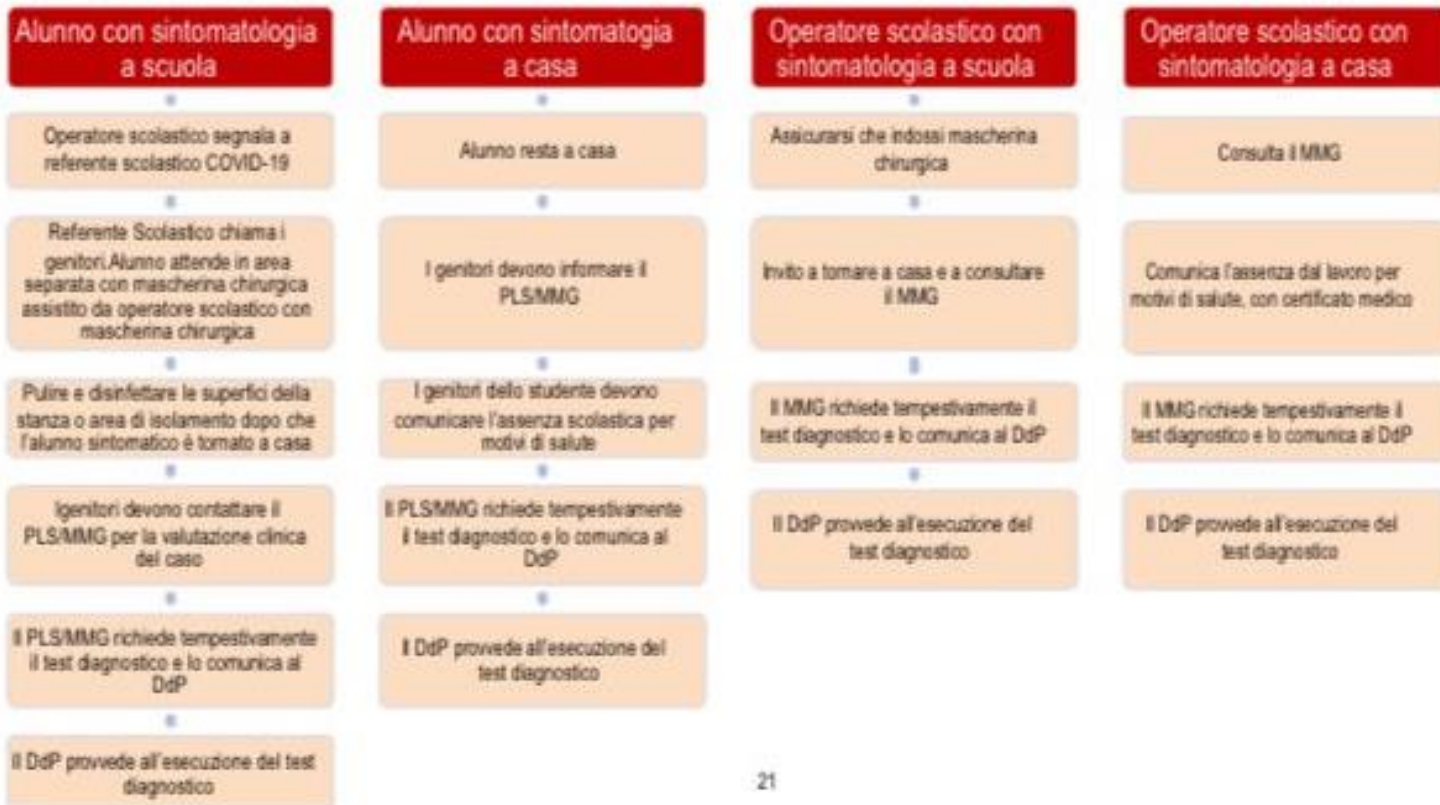 Alunno con sintomatologia
a scuola
Operatore scolastico segnala a
referente scolastico COVID-19
Referente Scolastico chiama i
genitori.Alunno attende in area
separata con mascherina chirurgica
assistito da operatore scolastico con
mascherina chirurgica
Pulire e disinfettare le superfici della
stanza o area di isolamento dopo che
l'alunno sintomatico è tornato a casa
Igenitori devono contattare il
PLS/MMG per la valutazione clinica
del caso
Il PLS/MMG richiede tempestivamente
il test diagnostico e lo comunica al
DdP
Il DdP provvede all'esecuzione del test
diagnostico
Alunno con sintomatogia
a casa
Alunno resta a casa
I genitori devono informare il
PLS/MMG
I genitori dello studente devono
comunicare l'assenza scolastica per
motivi di salute
Il PLS/MMG richiede tempestivamente
il test diagnostico e lo comunica al
DdP
Il DdP provvede all'esecuzione del
test diagnostico
Operatore scolastico con
sintomatologia a scuola
Assicurarsi che indossi mascherina
chirurgica
Invito a tornare a casa e a consultare
il MMG
Il MMG richiede tempestivamente il
test diagnostico e lo comunica al DdP
Il DdP provvede all'esecuzione del
test diagnostico
Operatore scolastico con
sintomatologia a casa
Consulta il MMG
Comunica l'assenza dal lavoro per
motivi di salute, con certificato medico
Il MMG richiede tempestivamente il
test diagnostico e lo comunica al DdP
Il DdP provvede all'esecuzione del
test diagnostico
21